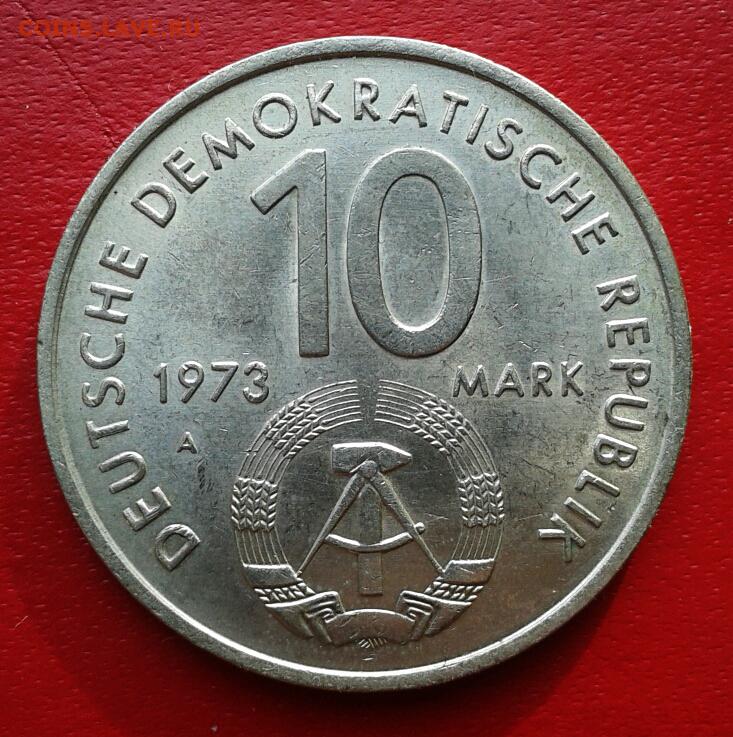 COINS.LAVE.RU
DEUTSCHE DEMOKRATISCHE REPUBLIK
10
1973 MARK
A